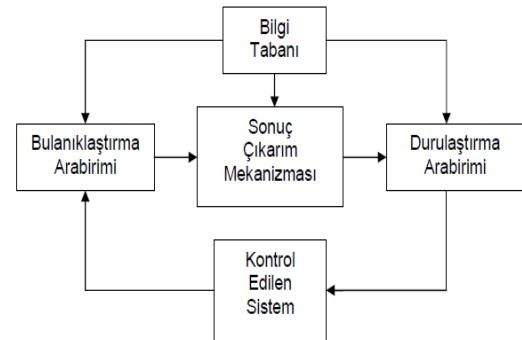 Bilgi
Tabanı
Bulanıklaştırma
Arabirimi
Sonuç
Çıkarım
Mekanizması
Durulaştırma
Arabirimi
Kontrol
Edilen
Sistem